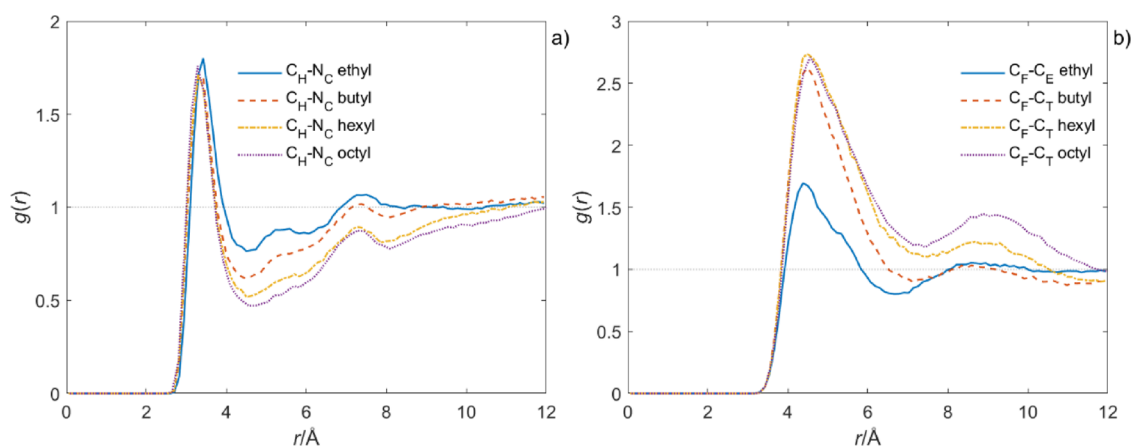 2
1.5
1
0.5
0
0 2 4 6 8 10 12
g(r)
r/Å
a)
C_H-N_C ethyl
C_H-N_C butyl
C_H-N_C hexyl
C_H-N_C octyl
3
2.5
2
1.5
1
0.5
0
0 2 4 6 8 10 12
g(r)
r/Å
b)
C_F-C_E ethyl
C_F-C_T butyl
C_F-C_T hexyl
C_F-C_T octyl